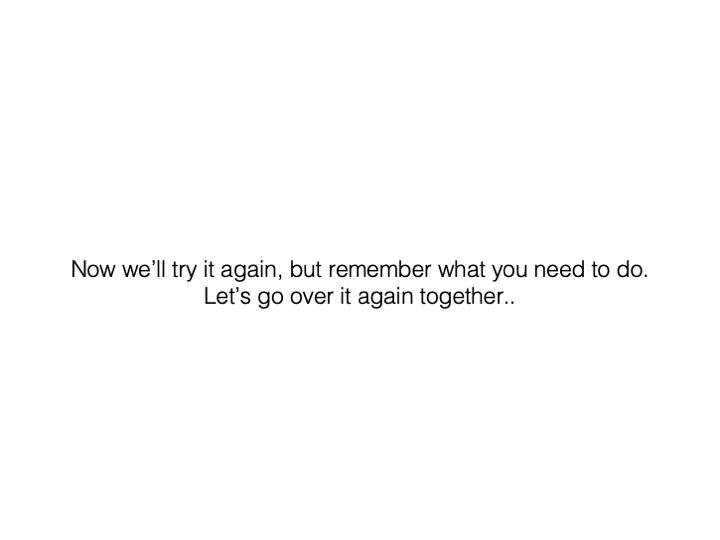 Now we’ll try it again, but remember what you need to do.
Let’s go over it again together..